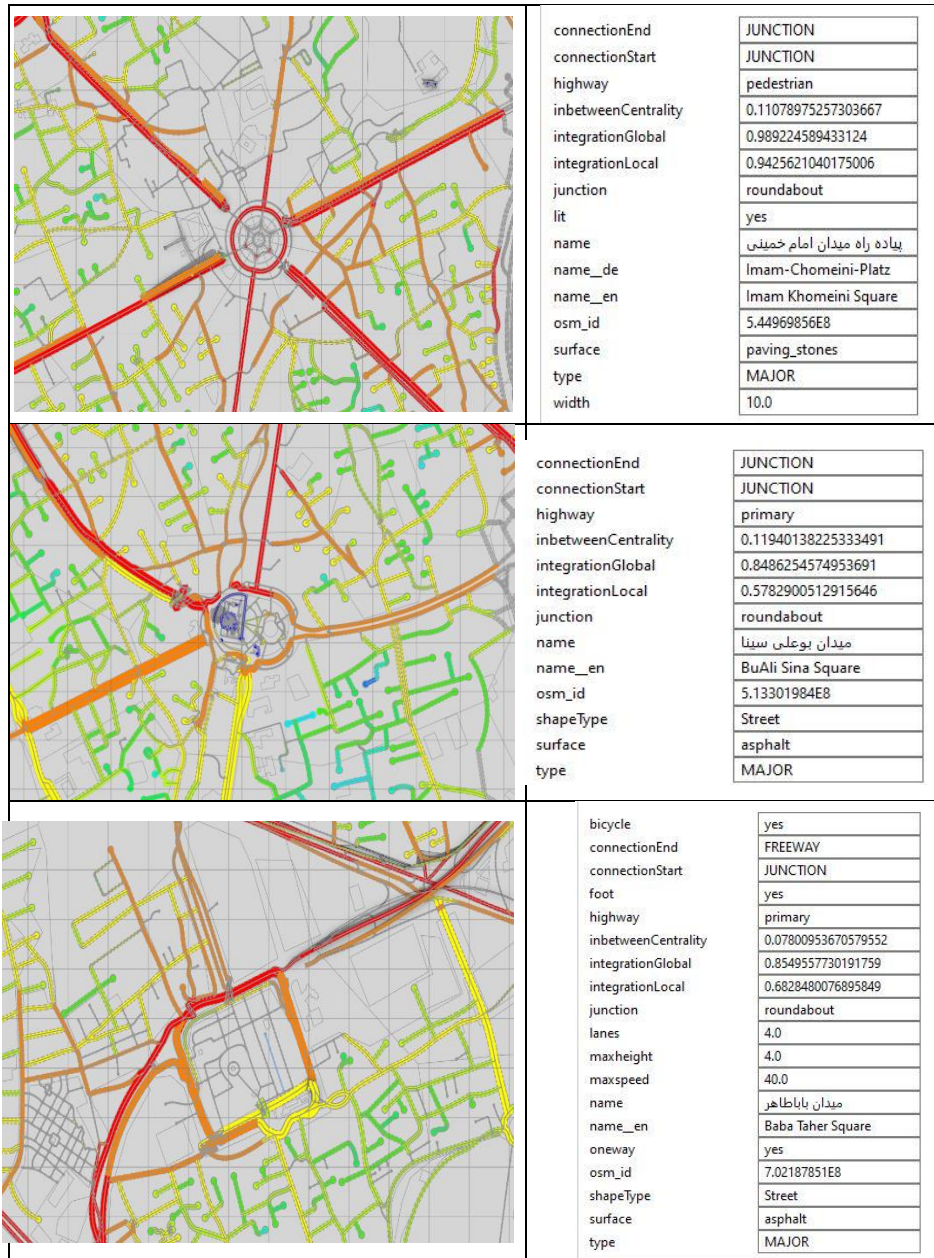 connectionEnd JUNCTION
connectionStart JUNCTION
highway pedestrian
inbetweenCentrality 0.11078975257303667
integrationGlobal 0.989224589433124
integrationLocal 0.9425621040175006
junction roundabout
lit yes
name پیاده راه میدان امام خمینی
name__de Imam-Chomeini-Platz
name__en Imam Khomeini Square
osm_id 5.44969856E8
surface paving_stones
type MAJOR
width 10.0
connectionEnd JUNCTION
connectionStart JUNCTION
highway primary
inbetweenCentrality 0.11940138225333491
integrationGlobal 0.8486254574953691
integrationLocal 0.5782900512915646
junction roundabout
name میدان بوعلی سینا
name__en BuAli Sina Square
osm_id 5.13301984E8
shapeType Street
surface asphalt
type MAJOR
bicycle yes
connectionEnd FREEWAY
connectionStart JUNCTION
foot yes
highway primary
inbetweenCentrality 0.07800953670579552
integrationGlobal 0.8549557730191759
integrationLocal 0.6828480076895849
junction roundabout
lanes 4.0
maxheight 4.0
maxspeed 40.0
name میدان باباطاهر
name__en Baba Taher Square
oneway yes
osm_id 7.02187851E8
shapeType Street
surface asphalt
type MAJOR